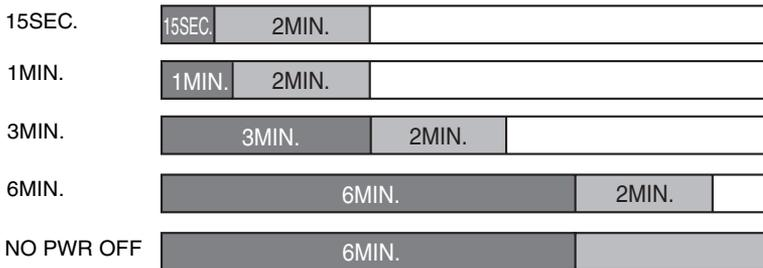 15SEC. 15SEC. 2MIN.
1MIN. 1MIN. 2MIN.
3MIN. 3MIN. 2MIN.
6MIN. 6MIN. 2MIN.
NO PWR OFF 6MIN.